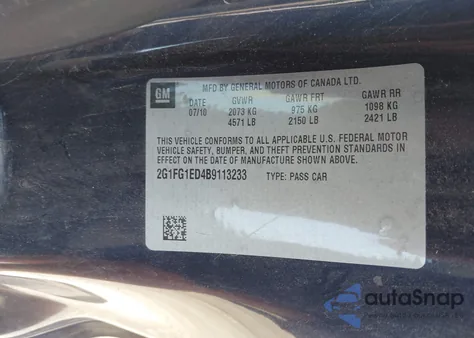 MFD BY GENERAL MOTORS OF CANADA LTD.
GM
DATE GVWR GAWR FRT GAWR RR
07/10 2073 KG 975 KG 1098 KG
4571 LB 2150 LB 2421 LB
THIS VEHICLE CONFORMS TO ALL APPLICABLE U.S. FEDERAL MOTOR
VEHICLE SAFETY, BUMPER, AND THEFT PREVENTION STANDARDS
IN EFFECT ON THE DATE OF MANUFACTURE SHOWN ABOVE.
2G1FG1ED4B9113233 TYPE: PASS CAR
autaSnap